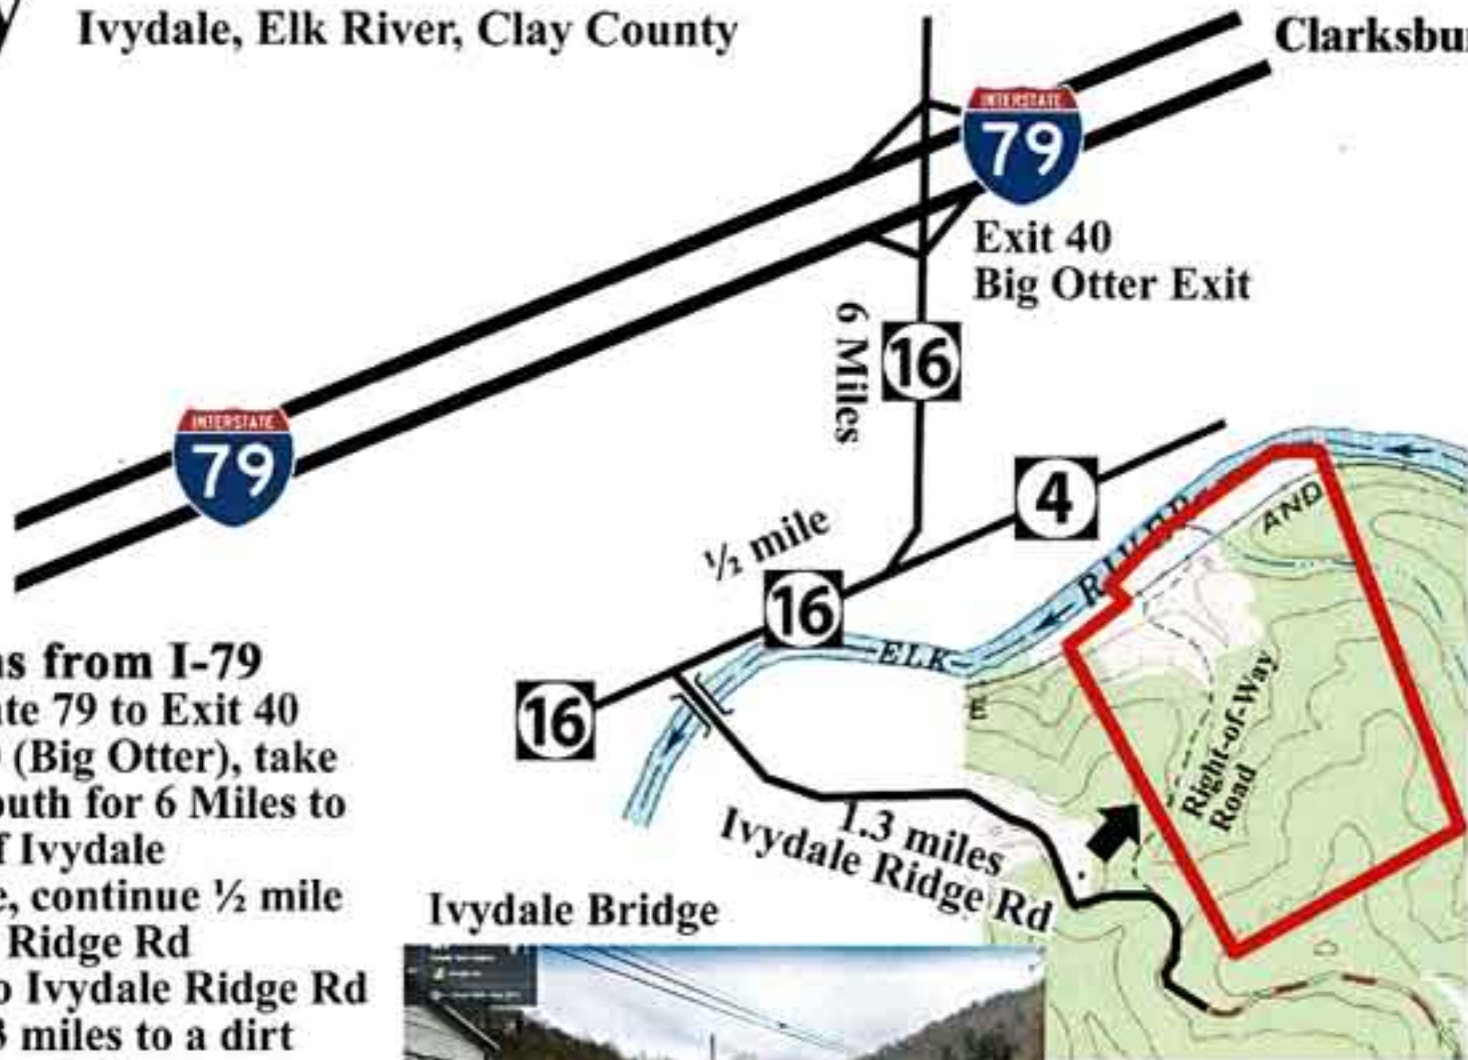 y
Ivydale, Elk River, Clay County
Clarksbu
INTERSTATE
79
Exit 40
Big Otter Exit
6 Miles
16
INTERSTATE
79
4
½ mile
16
AND
RIVER
ELK
16
Right-of-Way
Road
1.3 miles
Ivydale Ridge Rd
s from I-79
te 79 to Exit 40
(Big Otter), take
outh for 6 Miles to
f Ivydale
e, continue ½ mile
Ridge Rd
o Ivydale Ridge Rd
3 miles to a dirt
Ivydale Bridge